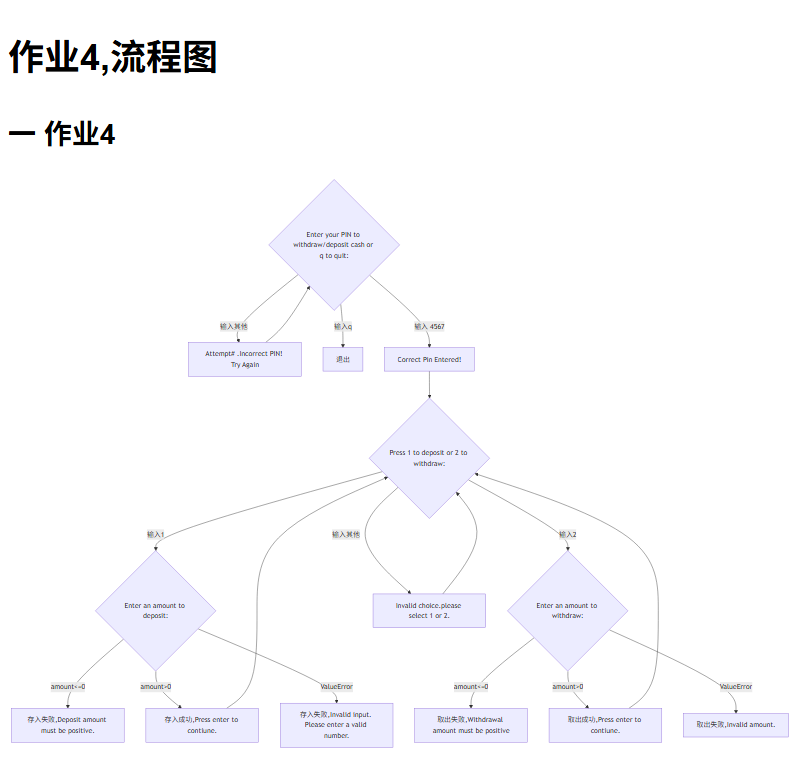 作业4,流程图
一 作业4
Enter your PIN to
withdraw/deposit cash or
q to quit:
输入其他
输入q
输入 4567
Attempt# .Incorrect PIN!
Try Again
退出
Correct Pin Entered!
Press 1 to deposit or 2 to
withdraw:
输入1
输入其他
输入2
Enter an amount to
deposit:
Invalid choice.please
select 1 or 2.
Enter an amount to
withdraw:
amount<=0
amount>0
ValueError
amount<=0
amount>0
ValueError
存入失败,Deposit amount
must be positive.
存入成功,Press enter to
contiune.
存入失败,Invalid input.
Please enter a valid
number.
取出失败,Withdrawal
amount must be positive
取出成功,Press enter to
contiune.
取出失败,Invalid amount.